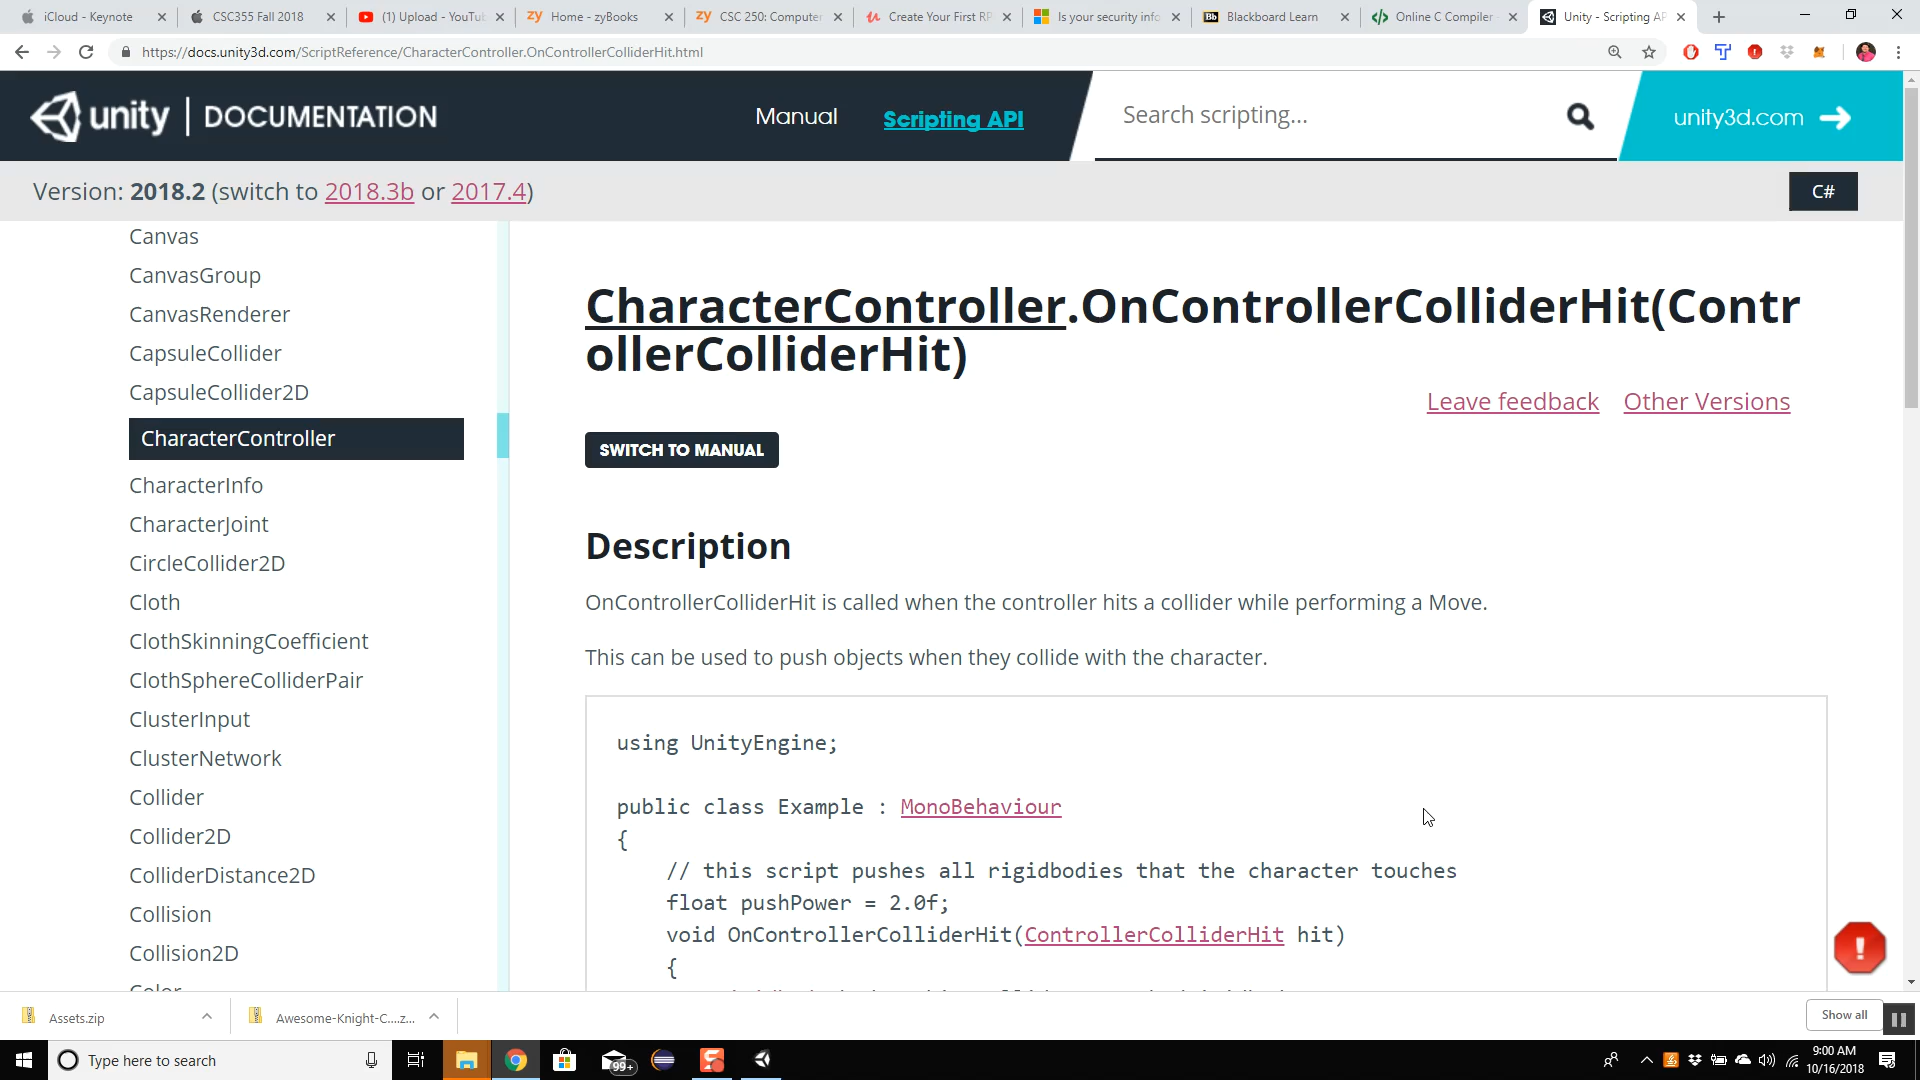 iCloud - Keynote
CSC355 Fall 2018
(1) Upload - YouTu
Home - zyBooks
CSC 250: Computer
Create Your First RP
Is your security info
Blackboard Learn
Online C Compiler
Unity - Scripting AP
https://docs.unity3d.com/ScriptReference/CharacterController.OnControllerColliderHit.html
unity | DOCUMENTATION
Manual
Scripting API
Search scripting...
unity3d.com
Version: 2018.2 (switch to 2018.3b or 2017.4)
C#
Canvas
CanvasGroup
CanvasRenderer
CapsuleCollider
CapsuleCollider2D
CharacterController
CharacterInfo
CharacterJoint
CircleCollider2D
Cloth
ClothSkinningCoefficient
ClothSphereColliderPair
ClusterInput
ClusterNetwork
Collider
Collider2D
ColliderDistance2D
Collision
Collision2D
CharacterController.OnControllerColliderHit(Contr
ollerColliderHit)
Leave feedback
Other Versions
SWITCH TO MANUAL
Description
OnControllerColliderHit is called when the controller hits a collider while performing a Move.
This can be used to push objects when they collide with the character.
using UnityEngine;
public class Example : MonoBehaviour
{
// this script pushes all rigidbodies that the character touches
float pushPower = 2.0f;
void OnControllerColliderHit(ControllerColliderHit hit)
{
Assets.zip
Awesome-Knight-C....z...
Show all
Type here to search
99+
9:00 AM
10/16/2018